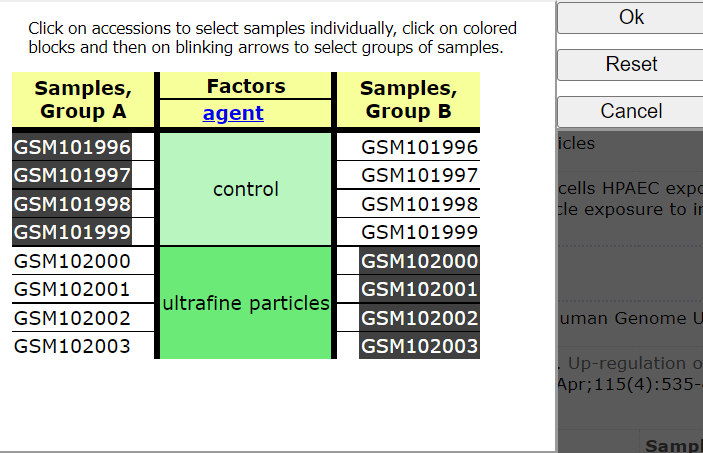 Click on accessions to select samples individually, click on colored
blocks and then on blinking arrows to select groups of samples.
Ok
Reset
Cancel
Samples,
Group A
Factors
agent
Samples,
Group B
GSM101996
GSM101997
GSM101998
GSM101999
control
GSM101996
GSM101997
GSM101998
GSM101999
GSM102000
GSM102001
GSM102002
GSM102003
ultrafine particles
GSM102000
GSM102001
GSM102002
GSM102003
icles
cells HPAEC expo
cle exposure to ir
uman Genome U
. Up-regulation o
Apr;115(4):535-
Sampl